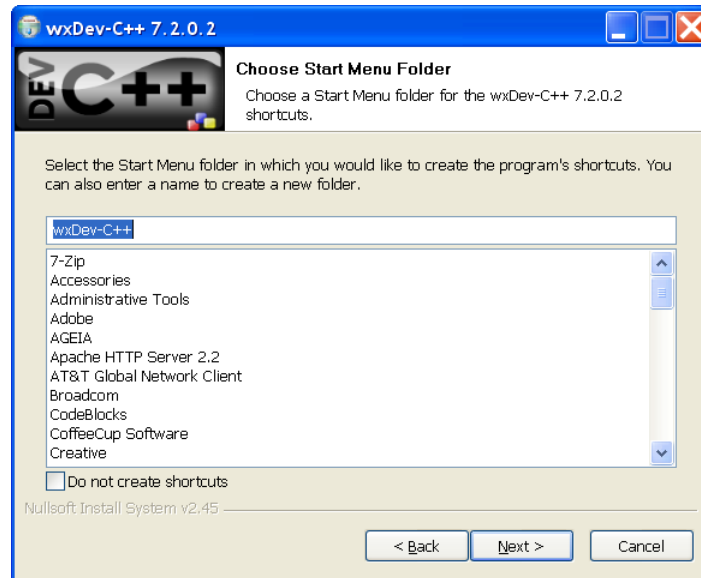 wxDev-C++ 7.2.0.2
DEV C++
Choose Start Menu Folder
Choose a Start Menu folder for the wxDev-C++ 7.2.0.2
shortcuts.
Select the Start Menu folder in which you would like to create the program's shortcuts. You
can also enter a name to create a new folder.
wxDev-C++
7-Zip
Accessories
Administrative Tools
Adobe
AGEIA
Apache HTTP Server 2.2
AT&T Global Network Client
Broadcom
CodeBlocks
CoffeeCup Software
Creative
Do not create shortcuts
Nullsoft Install System v2.45
< Back Next > Cancel